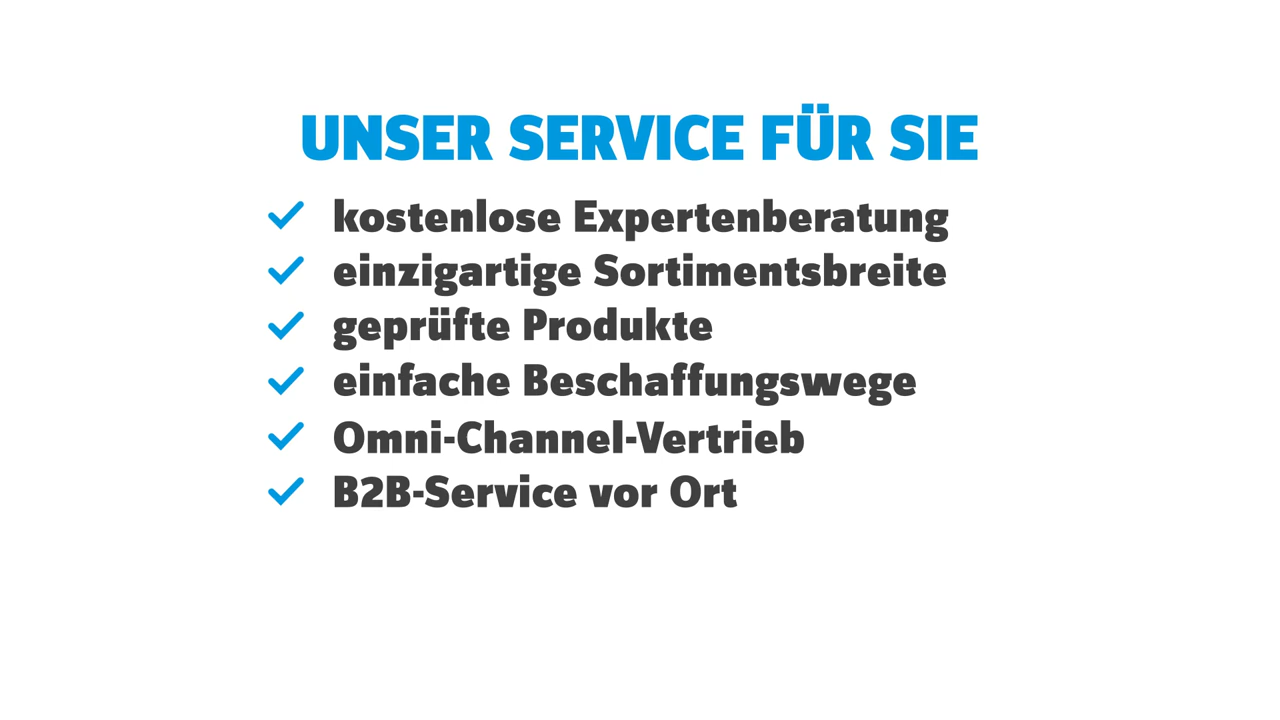 UNSER SERVICE FÜR SIE
kostenlose Expertenberatung
einzigartige Sortimentsbreite
geprüfte Produkte
einfache Beschaffungswege
Omni-Channel-Vertrieb
B2B-Service vor Ort